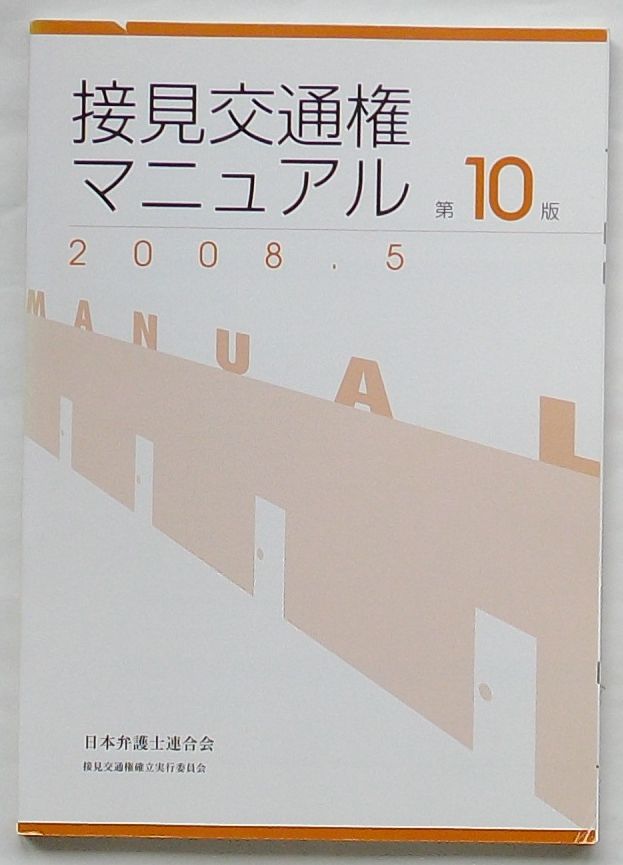 接見交通権
マニュアル 第10版
2008.5
MANUAL
日本弁護士連合会
接見交通権確立実行委員会